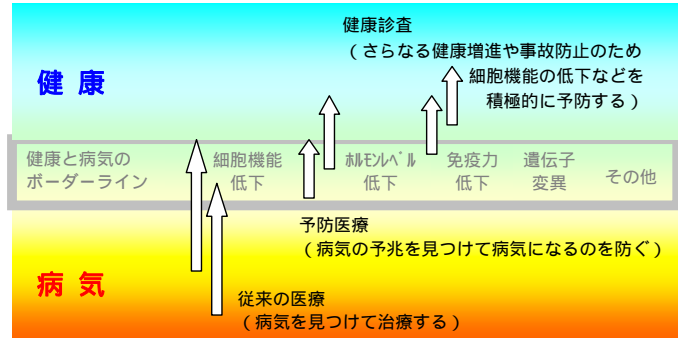 健康診査
（さらなる健康増進や事故防止のため
細胞機能の低下などを
積極的に予防する）
健 康
健康と病気の
ボーダーライン
細胞機能
低下
ﾎﾙﾓﾝﾚﾍﾞﾙ
低下
免疫力
低下
遺伝子
変異
その他
予防医療
（病気の予兆を見つけて病気になるのを防ぐ）
病 気
従来の医療
（病気を見つけて治療する）